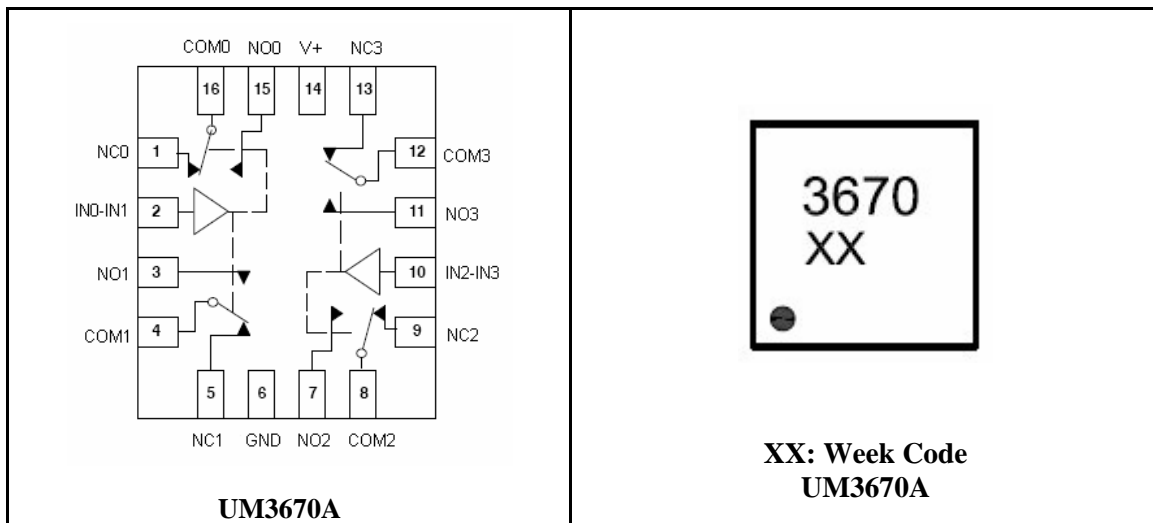 COM0 NO0 V+ NC3
16 15 14 13
NC0 1
12 COM3
IN0-IN1 2
11 NO3
NO1 3
10 IN2-IN3
COM1 4
9 NC2
5 6 7 8
NC1 GND NO2 COM2
UM3670A
3670
XX
XX: Week Code
UM3670A